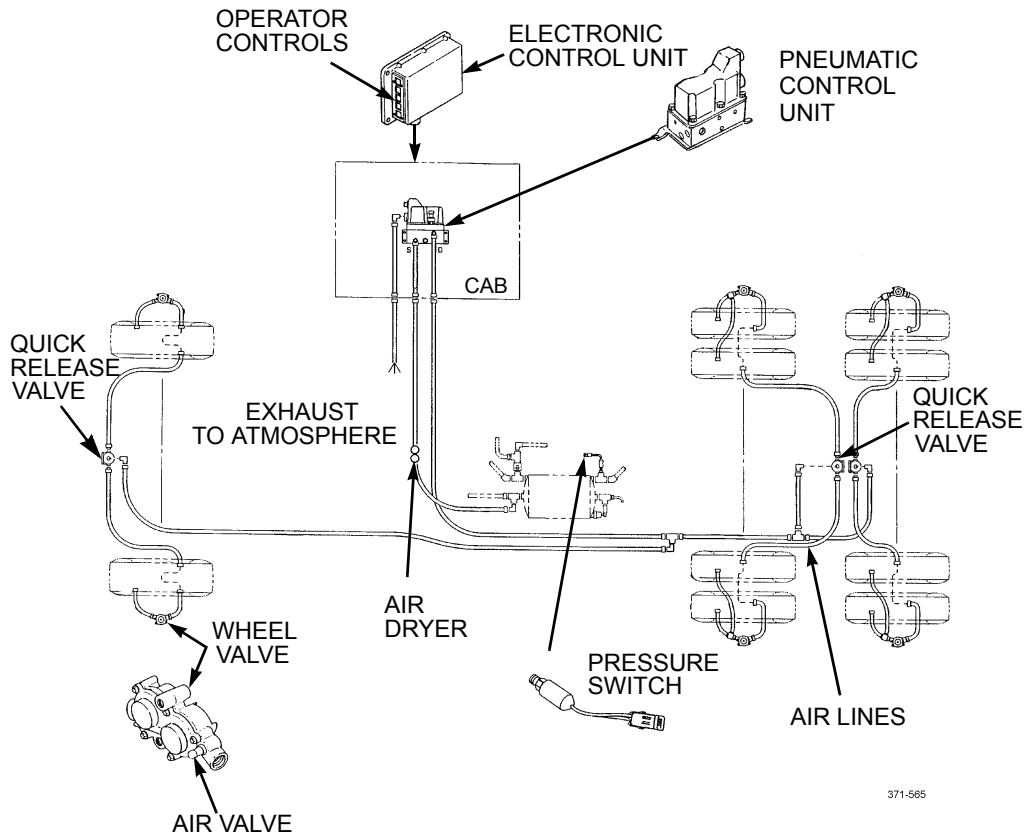 OPERATOR
CONTROLS
ELECTRONIC
CONTROL UNIT
PNEUMATIC
CONTROL
UNIT
S
CAB
QUICK
RELEASE
VALVE
EXHAUST
TO ATMOSPHERE
QUICK
RELEASE
VALVE
AIR
DRYER
WHEEL
VALVE
PRESSURE
SWITCH
AIR LINES
AIR VALVE
371-565